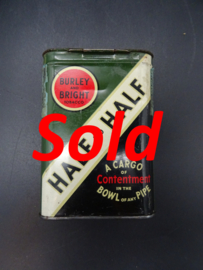 BURLEY
AND
BRIGHT
TOBACCO
HALF
AND
HALF
Sold
A CARGO
OF
Contentment
IN THE
BOWL OF ANY PIPE